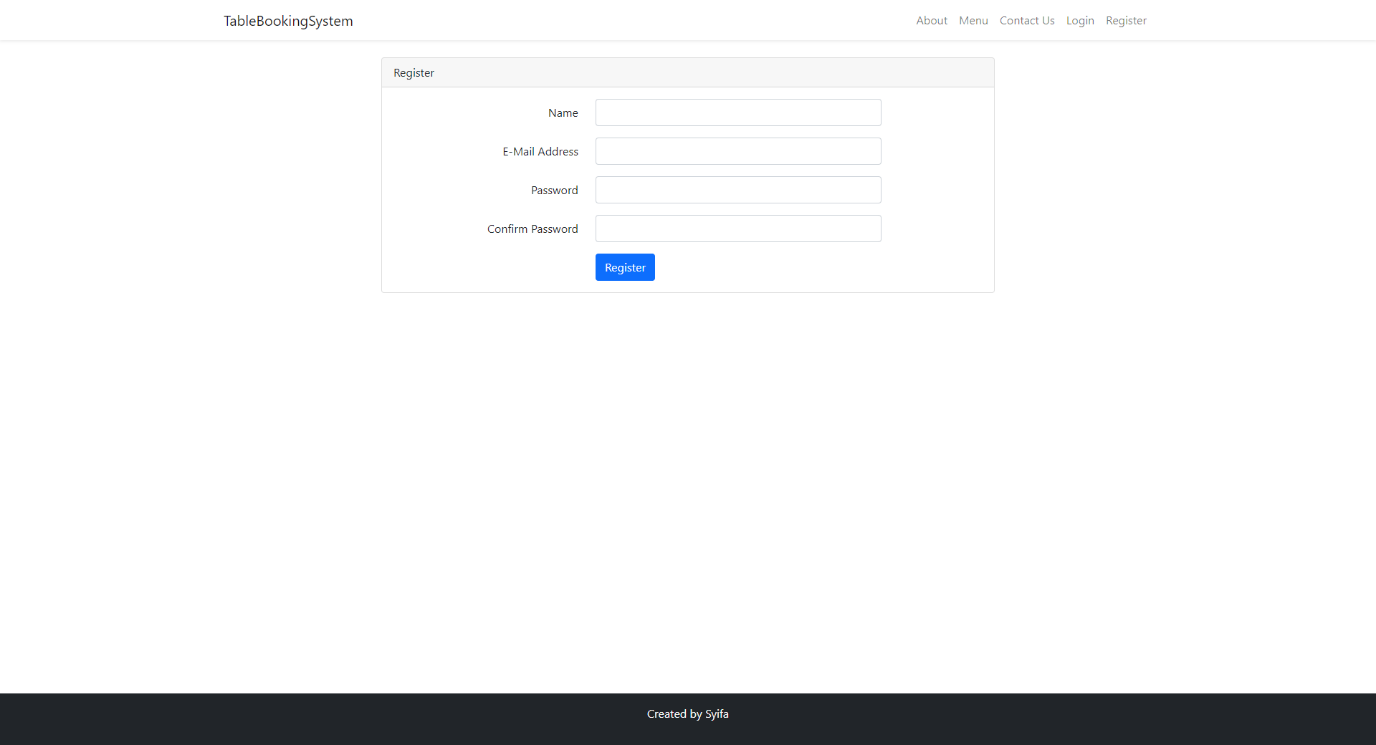 TableBookingSystem About Menu Contact Us Login Register
Register
Name
E-Mail Address
Password
Confirm Password
Register
Created by Syifa